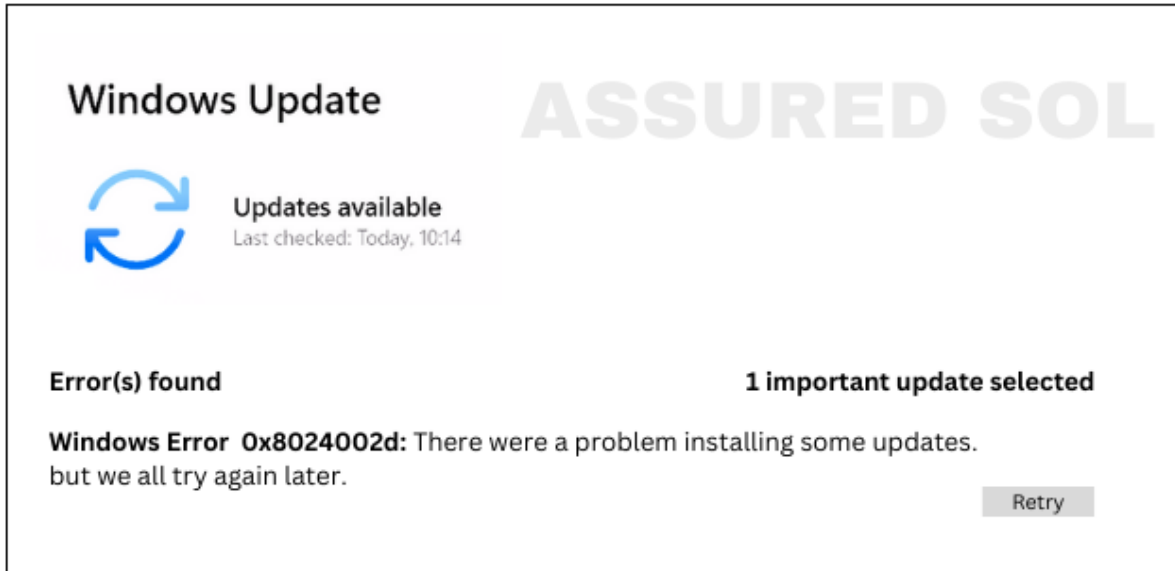 Windows Update
ASSURED SOL
Updates available
Last checked: Today, 10:14
Error(s) found
1 important update selected
Windows Error 0x8024002d: There were a problem installing some updates.
but we all try again later.
Retry